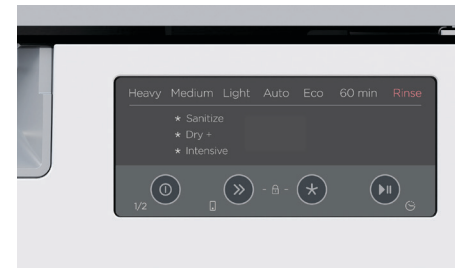 Heavy Medium Light Auto Eco 60 min Rinse
* Sanitize
* Dry +
* Intensive
1/2